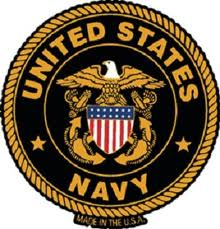 UNITED STATES
NAVY
MADE IN THE U.S.A.